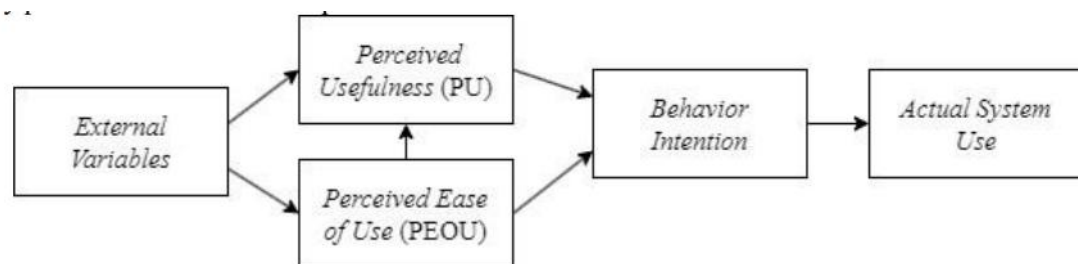 Perceived
Usefulness (PU)
External
Variables
Perceived Ease
of Use (PEOU)
Behavior
Intention
Actual System
Use